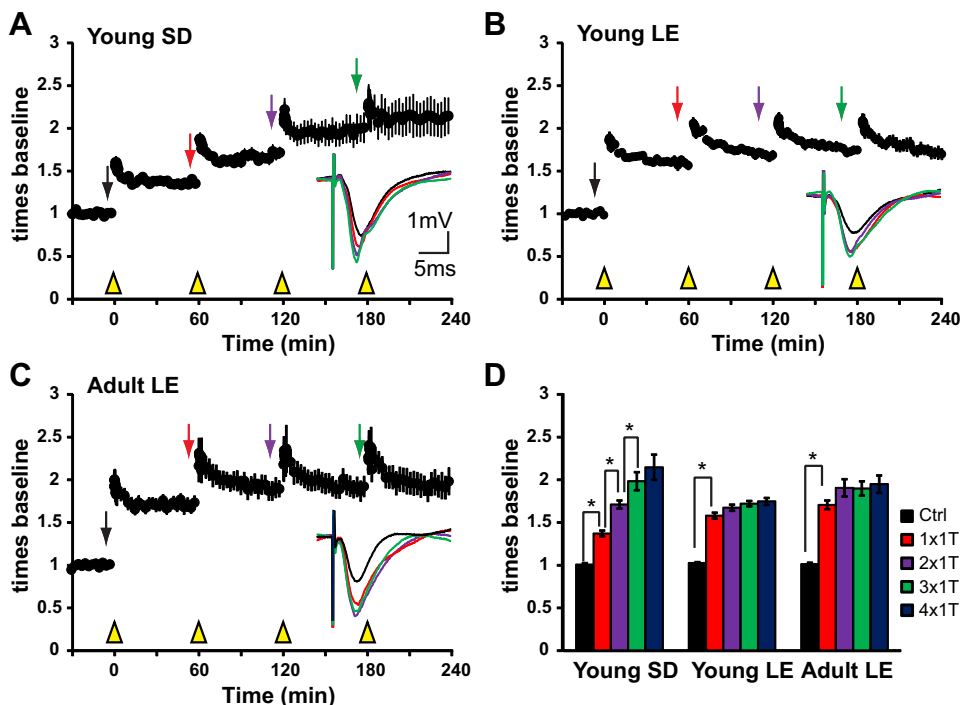 A
Young SD
times baseline
3
2.5
2
1.5
1
0.5
0
1mV
5ms
0 60 120 180 240
Time (min)
B
Young LE
times baseline
3
2.5
2
1.5
1
0.5
0
0 60 120 180 240
Time (min)
C
Adult LE
times baseline
3
2.5
2
1.5
1
0.5
0
0 60 120 180 240
Time (min)
D
times baseline
3
2.5
2
1.5
1
0.5
0
* * * * *
Young SD Young LE Adult LE
Ctrl
1x1T
2x1T
3x1T
4x1T